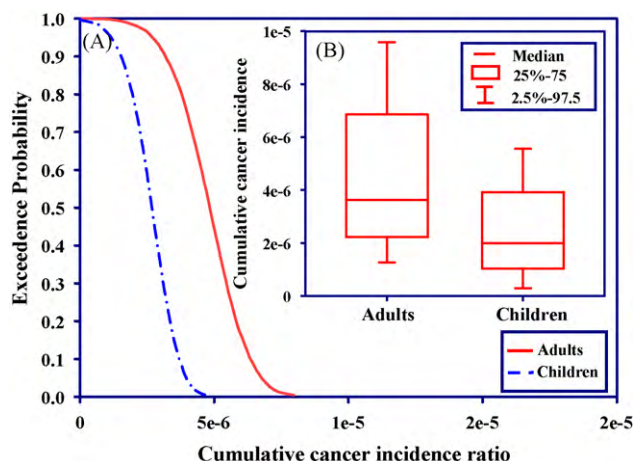 (A)
Exceedence Probability
1.0
0.9
0.8
0.7
0.6
0.5
0.4
0.3
0.2
0.1
0.0
0
5e-6
1e-5
2e-5
2e-5
Cumulative cancer incidence ratio
(B)
Cumulative cancer incidence
1e-5
8e-6
6e-6
4e-6
2e-6
0
Adults
Children
Median
25%-75
2.5%-97.5
Adults
Children